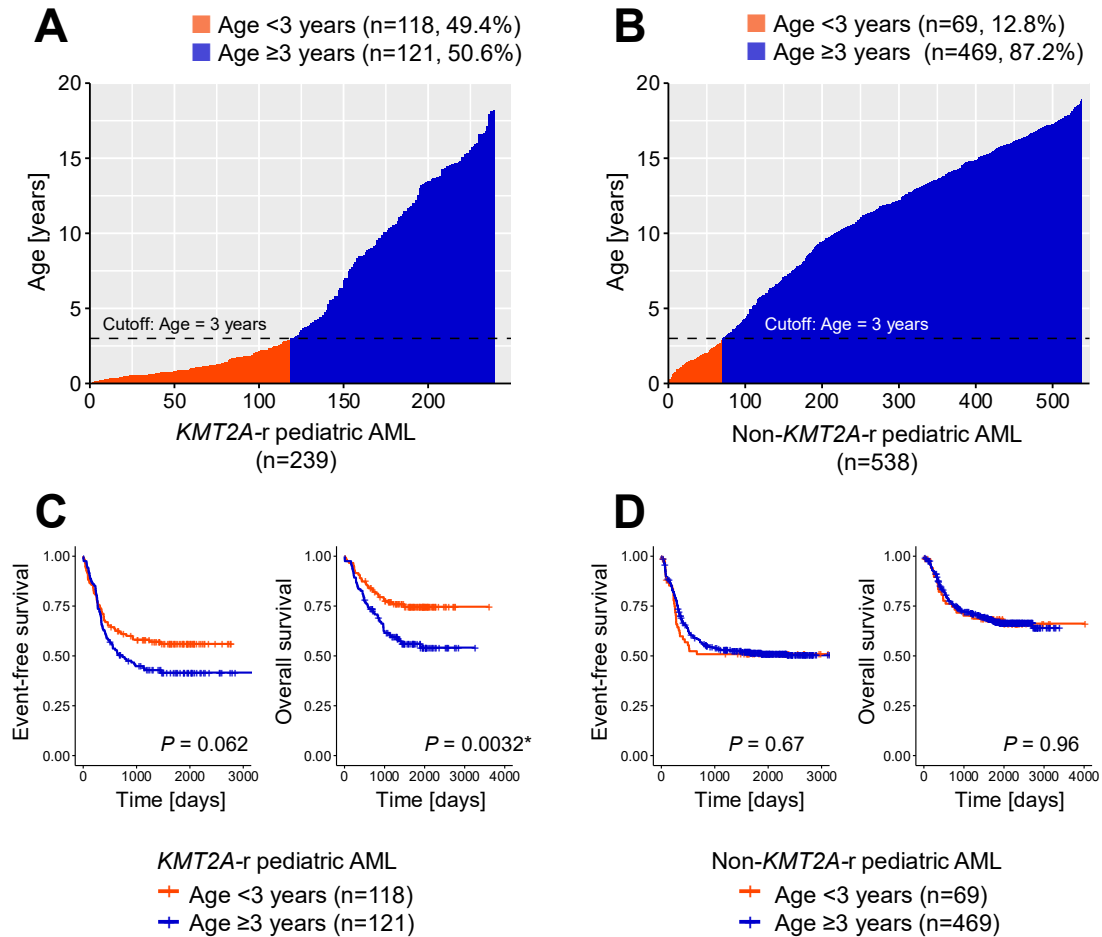 A
Age <3 years (n=118, 49.4%)
Age ≥3 years (n=121, 50.6%)
20
15
10
5
0
Age [years]
Cutoff: Age = 3 years
0
50
100
150
200
KMT2A-r pediatric AML
(n=239)
B
Age <3 years (n=69, 12.8%)
Age ≥3 years (n=469, 87.2%)
20
15
10
5
0
Age [years]
Cutoff: Age = 3 years
0
100
200
300
400
500
Non-KMT2A-r pediatric AML
(n=538)
C
1.00
0.75
0.50
0.25
0.00
Event-free survival
P = 0.062
0
1000
2000
3000
Time [days]
1.00
0.75
0.50
0.25
0.00
Overall survival
P = 0.0032*
0
1000
2000
3000
4000
Time [days]
KMT2A-r pediatric AML
Age <3 years (n=118)
Age ≥3 years (n=121)
D
1.00
0.75
0.50
0.25
0.00
Event-free survival
P = 0.67
0
1000
2000
3000
Time [days]
1.00
0.75
0.50
0.25
0.00
Overall survival
P = 0.96
0
1000
2000
3000
4000
Time [days]
Non-KMT2A-r pediatric AML
Age <3 years (n=69)
Age ≥3 years (n=469)